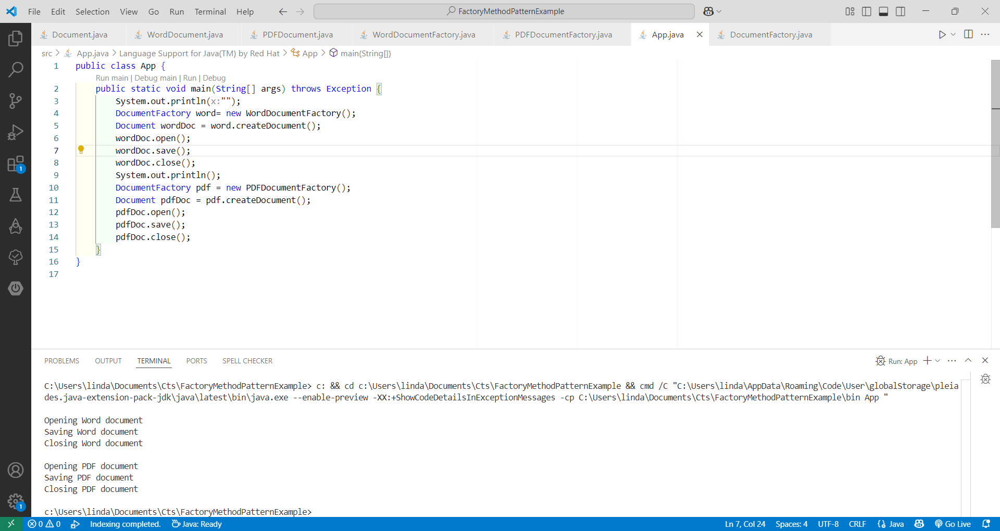 File Edit Selection View Go Run Terminal Help FactoryMethodPatternExample
Document.java WordDocument.java PDFDocument.java WordDocumentFactory.java PDFDocumentFactory.java App.java DocumentFactory.java
src > App.java > Language Support for Java(TM) by Red Hat > App > main(String[])
1 public class App {
Run main | Debug main | Run | Debug
2 public static void main(String[] args) throws Exception {
3 System.out.println(x:"");
4 DocumentFactory word= new WordDocumentFactory();
5 Document wordDoc = word.createDocument();
6 wordDoc.open();
7 wordDoc.save();
8 wordDoc.close();
9 System.out.println();
10 DocumentFactory pdf = new PDFDocumentFactory();
11 Document pdfDoc = pdf.createDocument();
12 pdfDoc.open();
13 pdfDoc.save();
14 pdfDoc.close();
15 }
16 }
17
PROBLEMS OUTPUT TERMINAL PORTS SPELL CHECKER Run: App
C:\Users\linda\Documents\Cts\FactoryMethodPatternExample> c: && cd c:\Users\linda\Documents\Cts\FactoryMethodPatternExample && cmd /C "C:\Users\linda\AppData\Roaming\Code\User\globalStorage\pleia
des.java-extension-pack-jdk\java\latest\bin\java.exe --enable-preview -XX:+ShowCodeDetailsInExceptionMessages -cp C:\Users\linda\Documents\Cts\FactoryMethodPatternExample\bin App "
Opening Word document
Saving Word document
Closing Word document
Opening PDF document
Saving PDF document
Closing PDF document
c:\Users\linda\Documents\Cts\FactoryMethodPatternExample>
1
1
0 0 Indexing completed. Java: Ready Ln 7, Col 24 Spaces: 4 UTF-8 CRLF Java Go Live